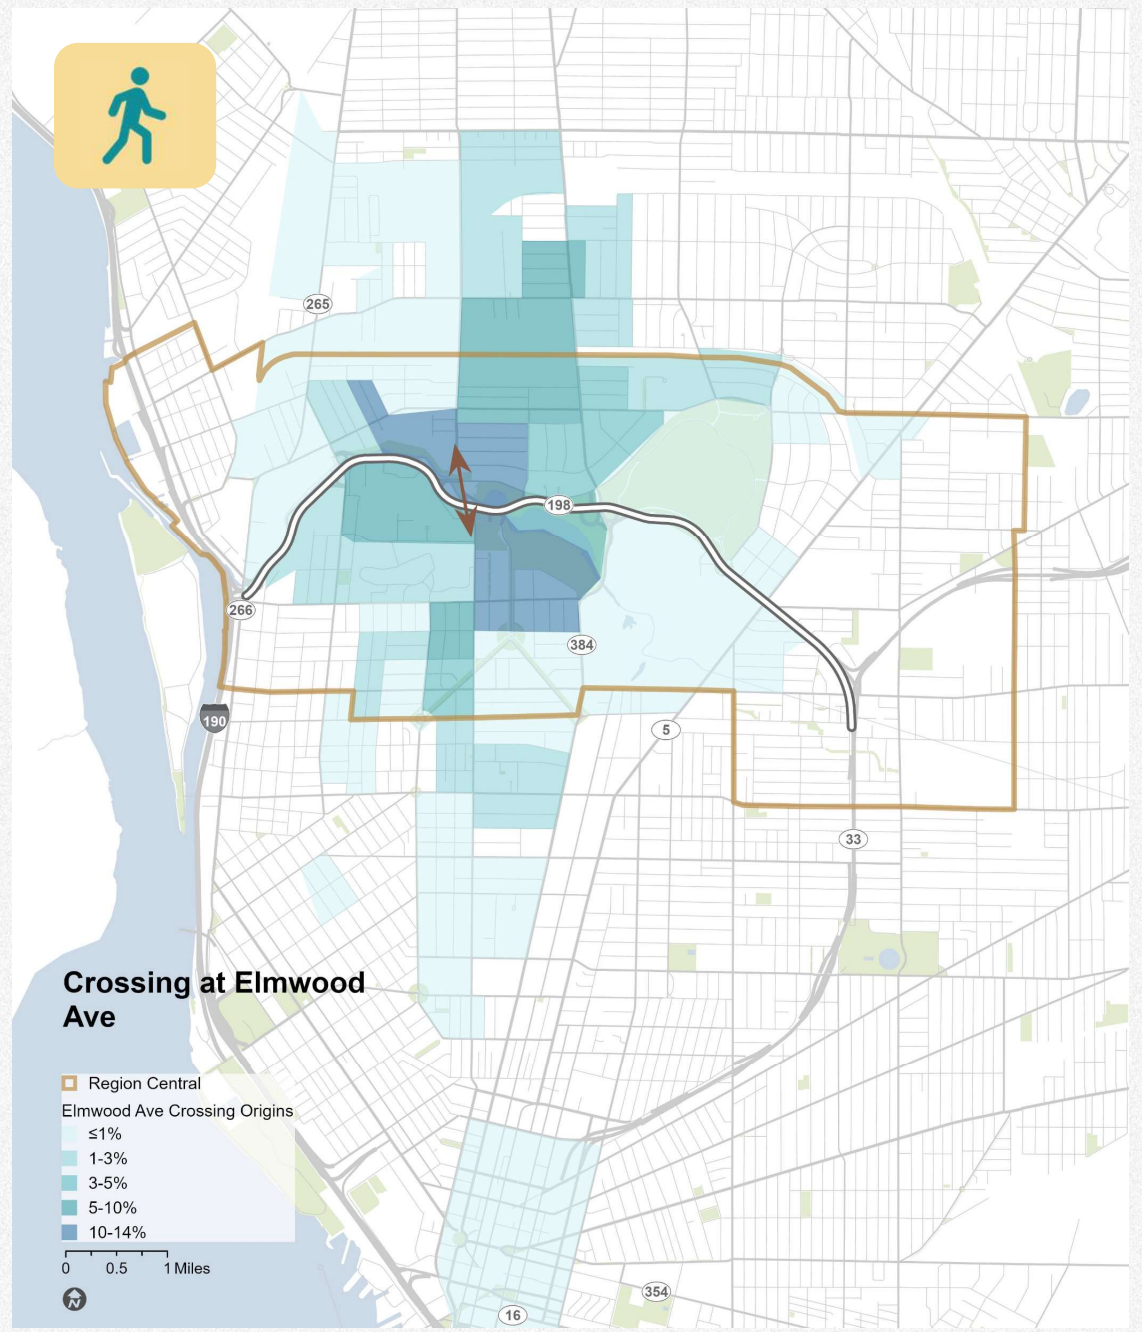 265
198
266
384
190
5
33
Crossing at Elmwood
Ave
Region Central
Elmwood Ave Crossing Origins
≤1%
1-3%
3-5%
5-10%
10-14%
0 0.5 1 Miles
N
354
16